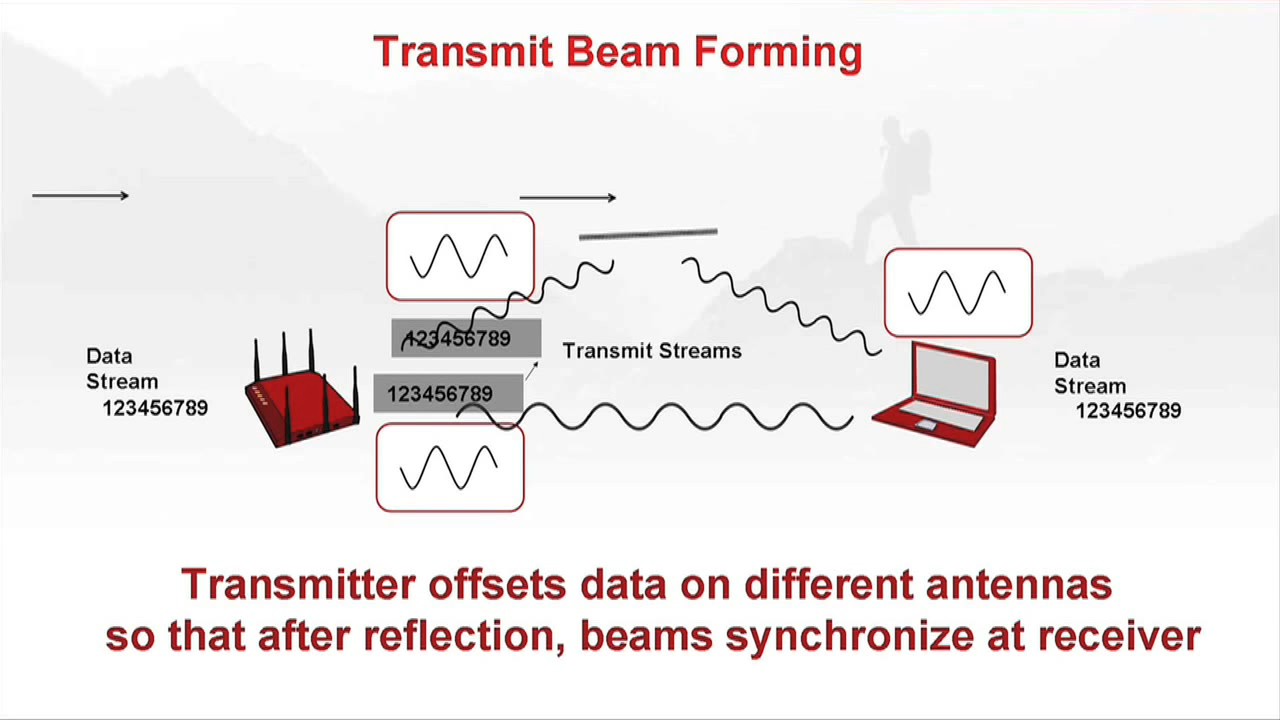 Transmit Beam Forming
123456789
Transmit Streams
Data
Stream
123456789
123456789
Data
Stream
123456789
Transmitter offsets data on different antennas
so that after reflection, beams synchronize at receiver